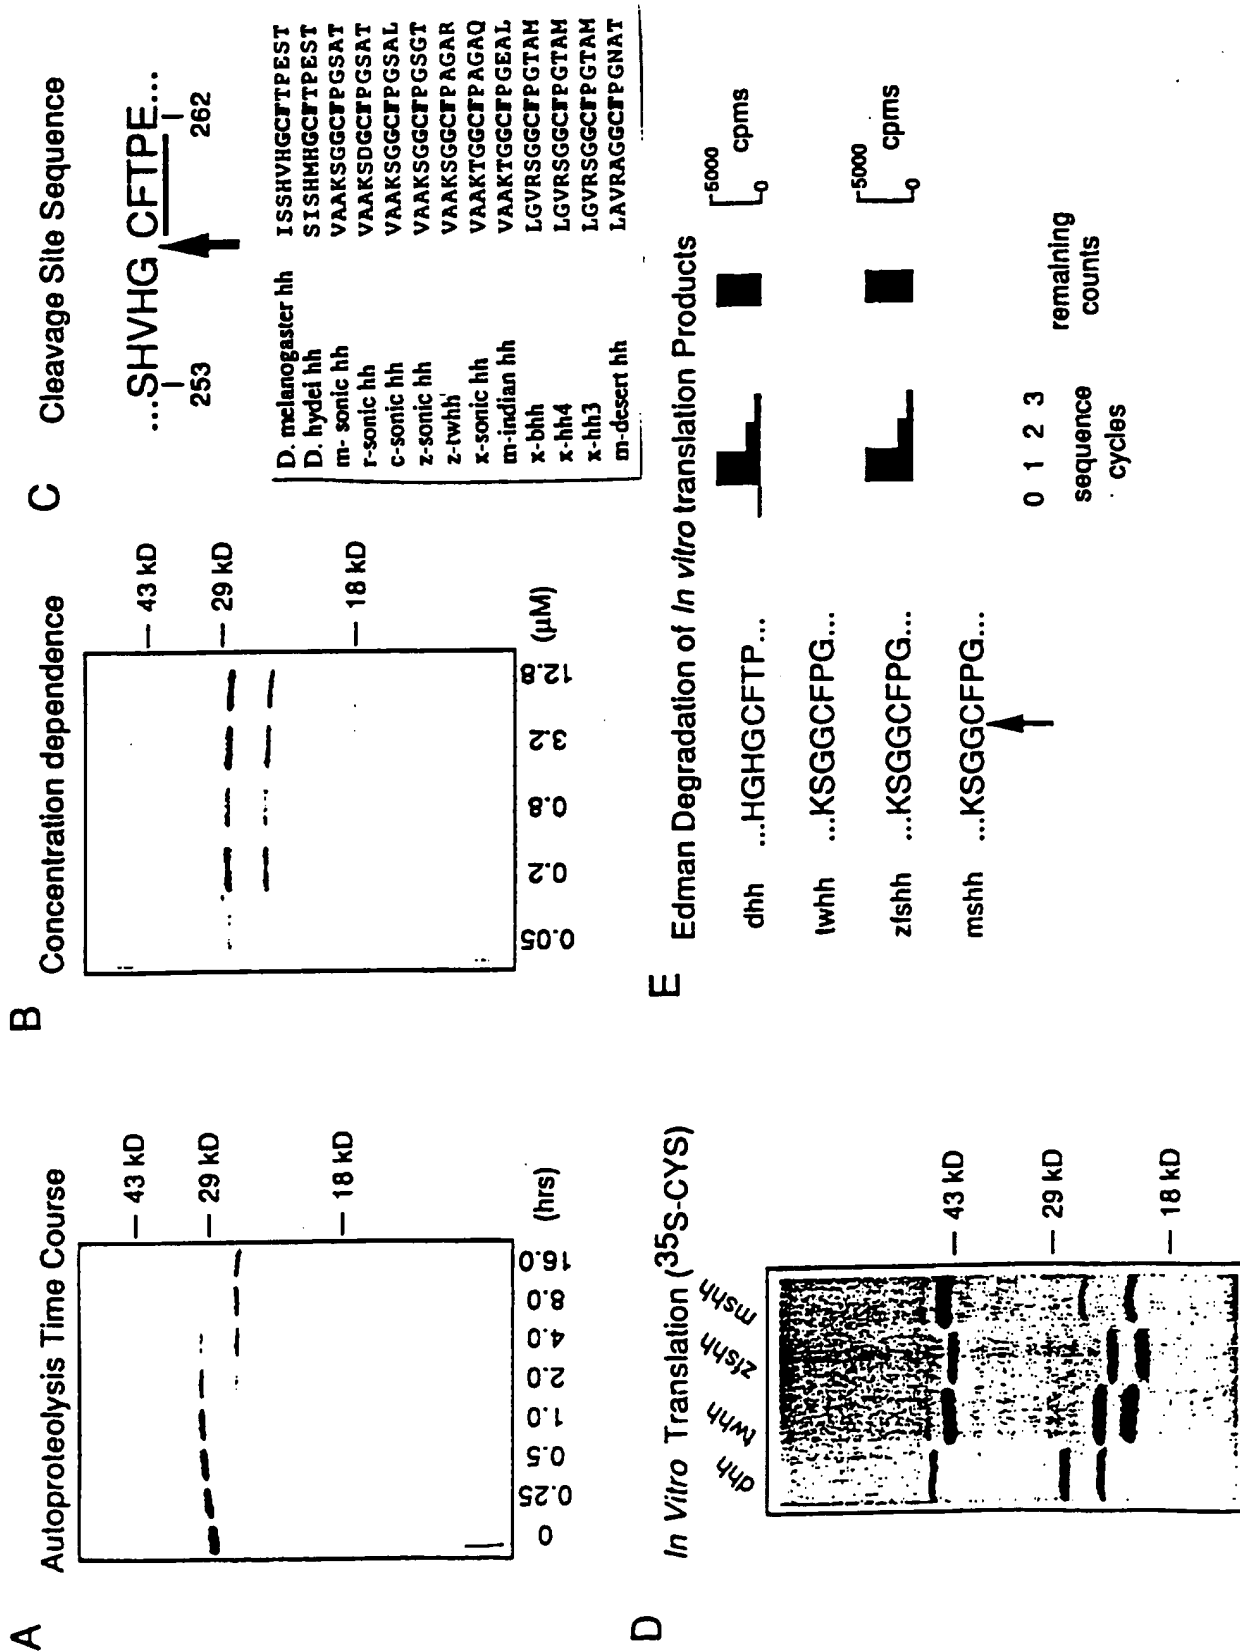 A
Autoproteolysis Time Course
43 kD
29 kD
18 kD
0 0.25 0.5 1.0 2.0 4.0 8.0 16.0 (hrs)
B
Concentration dependence
43 kD
29 kD
18 kD
0.05 0.2 0.8 3.2 12.8 (µM)
C
Cleavage Site Sequence
...SHVHG CFTPE...
253 262
D. melanogaster hh ISSHVHGCFTPEST
D. hydei hh SISHMHGCFTPEST
m- sonic hh VAAKSGGCFPGSAT
r-sonic hh VAAKSDGCFPGSAT
c-sonic hh VAAKSGGCFPGSAL
z-sonic hh VAAKSGGCFPGSGT
z-twhh VAAKSGGCFPAGAR
x-sonic hh VAAKTGGCFPAGAQ
m-indian hh VAAKTGGCFPGEAL
x-bhh LGVRSGGCFPGTAM
x-hh4 LGVRSGGCFPGTAM
x-hh3 LGVRSGGCFPGTAM
m-desert hh LAVRAGGCFPGNAT
D
In Vitro Translation (35S-CYS)
dhh twhh zfshh mshh
43 kD
29 kD
18 kD
E
Edman Degradation of In vitro translation Products
dhh ...HGHGCFTP...
twhh ...KSGGCFPG...
zfshh ...KSGGCFPG...
mshh ...KSGGCFPG...
5000
cpms
0
5000
cpms
0
0 1 2 3
sequence
cycles
remaining
counts